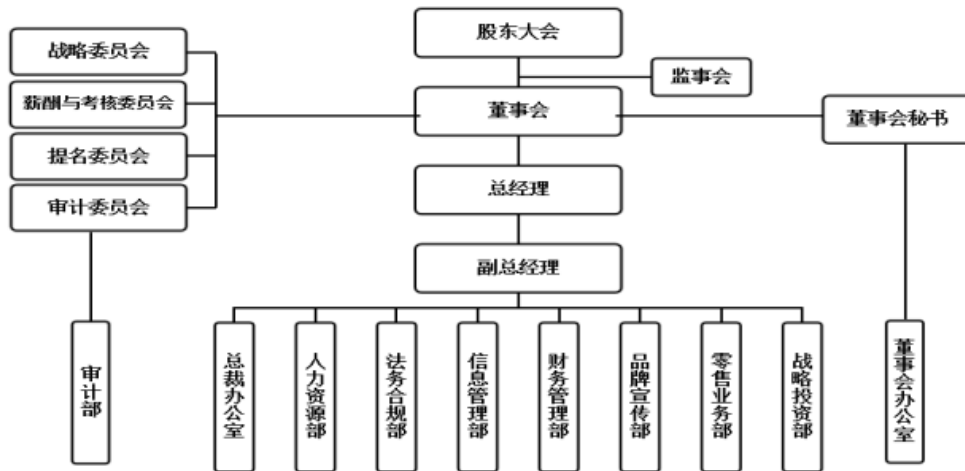 股东大会
战略委员会
监事会
薪酬与考核委员会
董事会
董事会秘书
提名委员会
总经理
审计委员会
副总经理
审计部
总裁办公室
人力资源部
法务合规部
信息管理部
财务管理部
品牌宣传部
零售业务部
战略投资部
董事会办公室